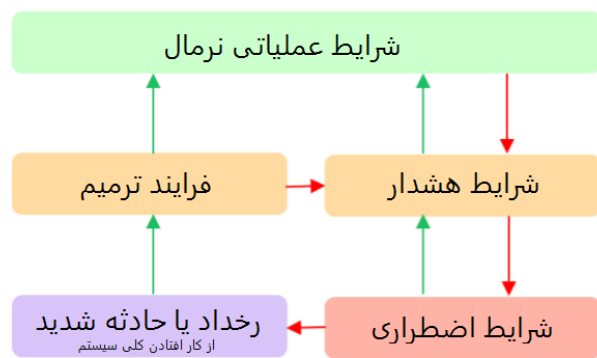 شرایط عملیاتی نرمال
شرایط هشدار
فرایند ترمیم
شرایط اضطراری
رخداد یا حادثه شدید
از کار افتادن کلی سیستم